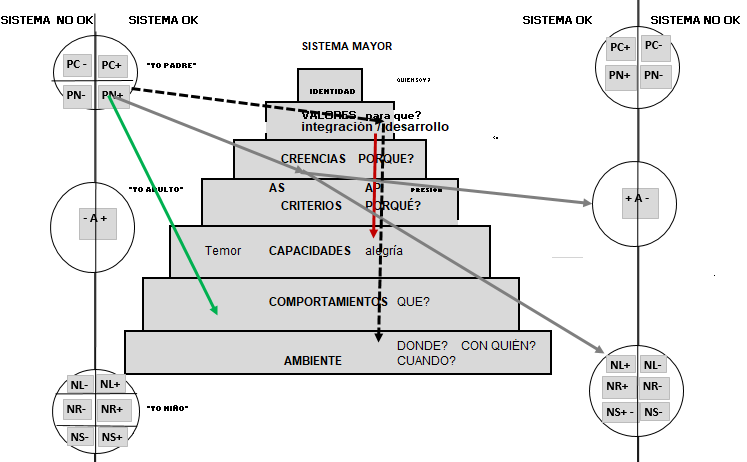 SISTEMA NO OK SISTEMA OK SISTEMA OK SISTEMA NO OK
SISTEMA MAYOR
PC - PC+ "YO PADRE"
PN- PN+
PC+ PC-
PN+ PN-
QUIEN SOY ?
IDENTIDAD
VALORES para que?
integración / desarrollo
CREENCIAS PORQUE?
AS AP PRESION
CRITERIOS PORQUÉ?
"YO ADULTO"
- A +
+ A -
Temor CAPACIDADES alegría
COMPORTAMIENTOS QUE?
DONDE? CON QUIÉN?
AMBIENTE CUANDO?
NL- NL+
NR- NR+ "YO NIÑO"
NS- NS+
NL+ NL-
NR+ NR-
NS+ - NS-